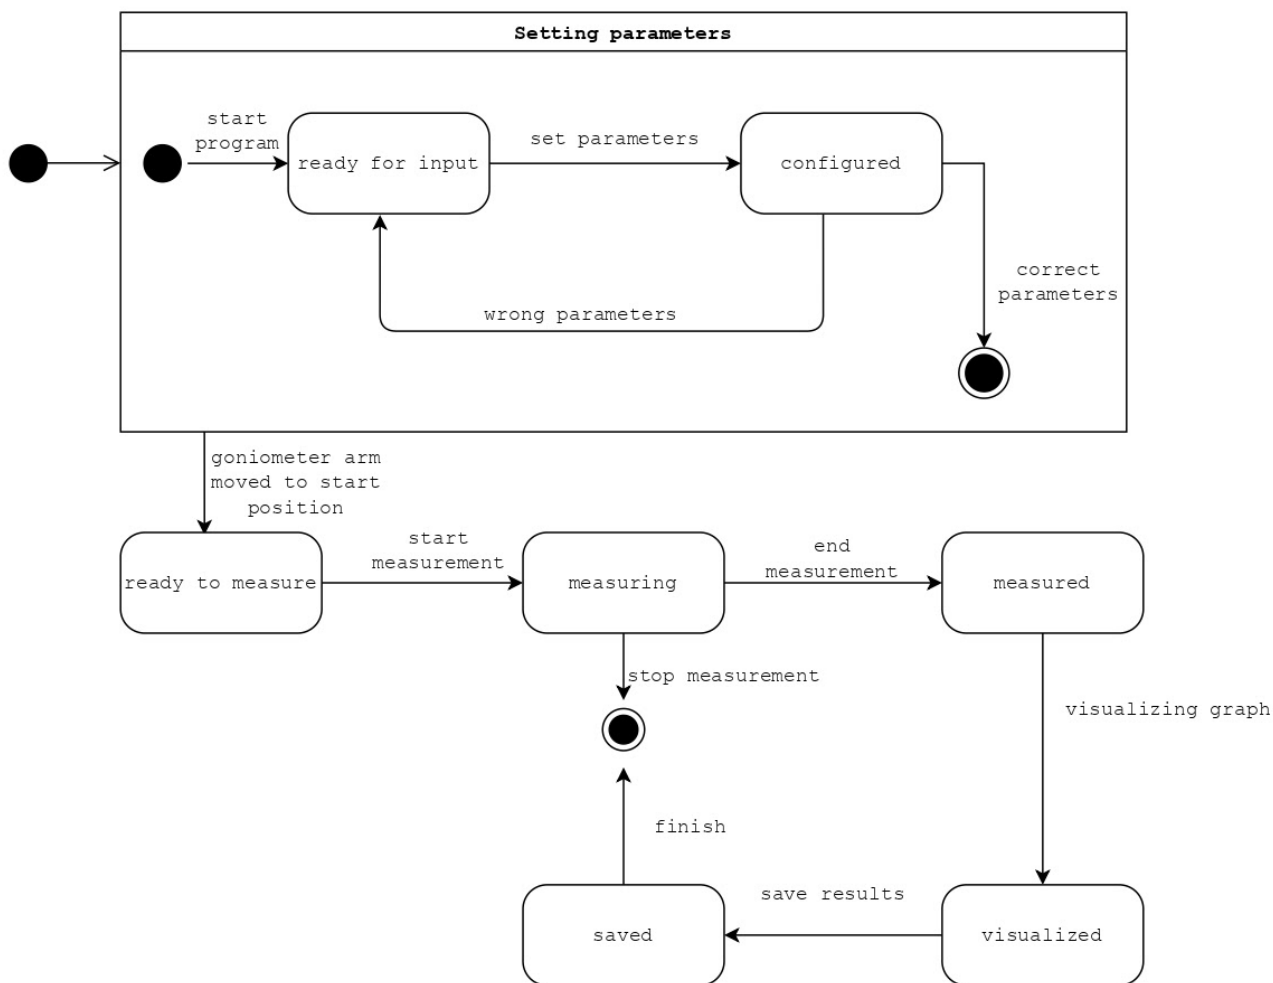 Setting parameters
start
program
ready for input
set parameters
configured
correct
parameters
wrong parameters
goniometer arm
moved to start
position
ready to measure
start
measurement
measuring
end
measurement
measured
stop measurement
visualizing graph
finish
save results
saved
visualized